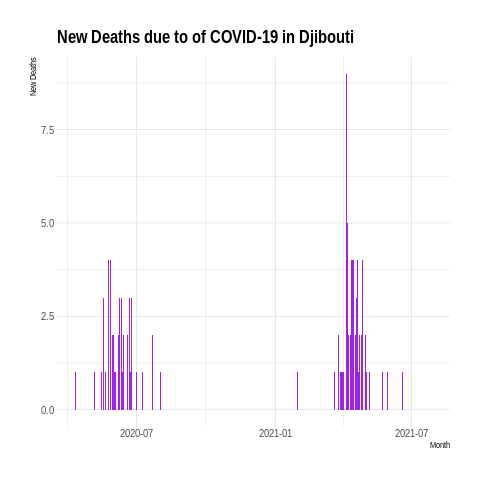 New Deaths due to of COVID-19 in Djibouti
New Deaths
7.5
5.0
2.5
0.0
2020-07
2021-01
2021-07
Month